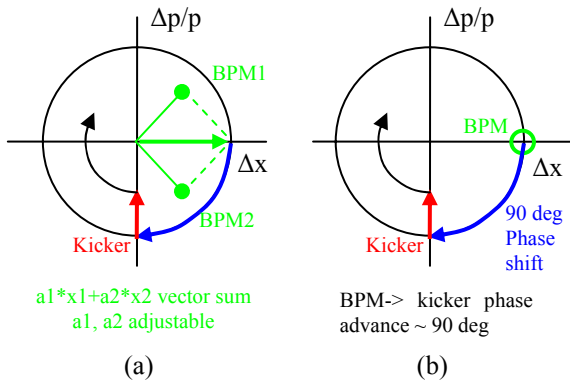 Δp/p
BPM1
Δx
BPM2
Kicker
a1*x1+a2*x2 vector sum
a1, a2 adjustable
(a)
Δp/p
BPM
Δx
90 deg
Phase
shift
Kicker
BPM-> kicker phase
advance ~ 90 deg
(b)